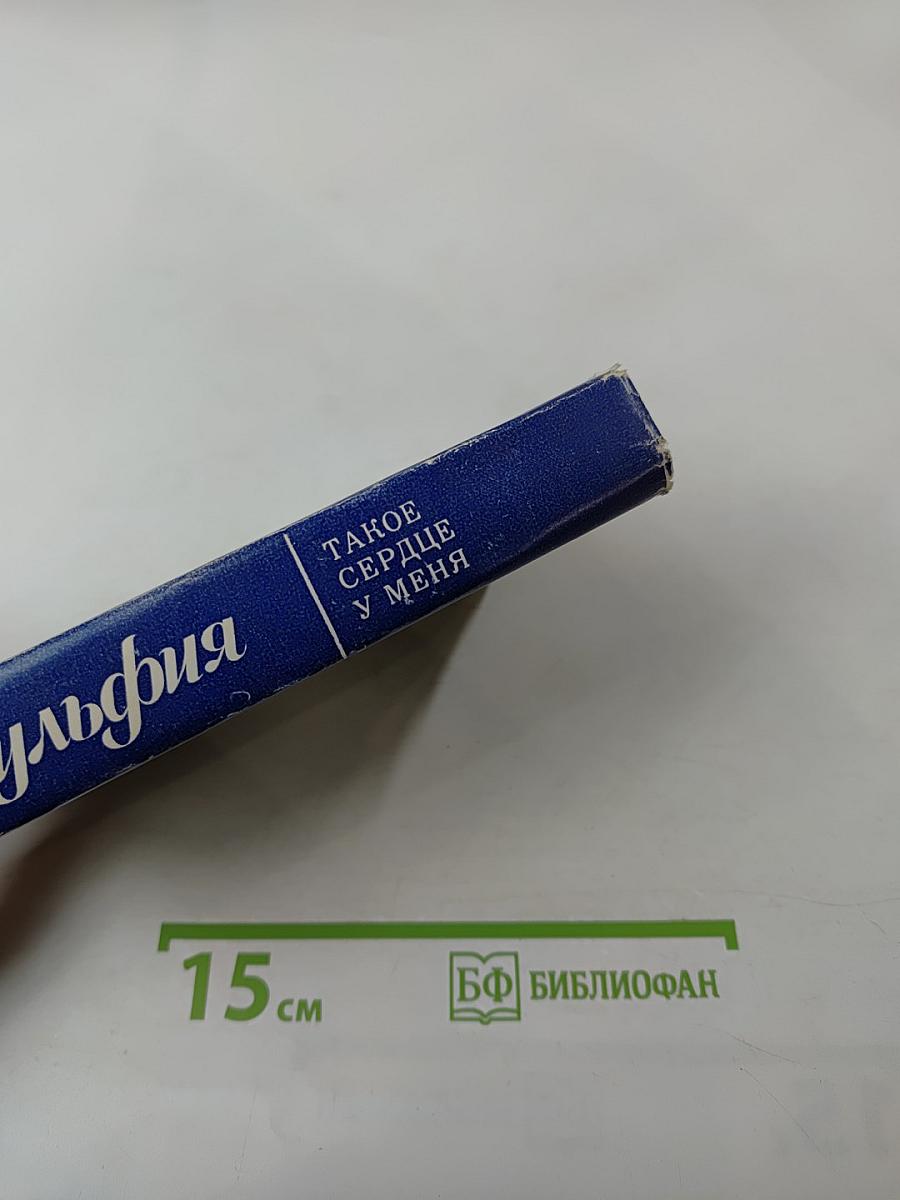 ульфия
ТАКОЕ
СЕРДЦЕ
У МЕНЯ
15 см
БФ БИБЛИОФАН